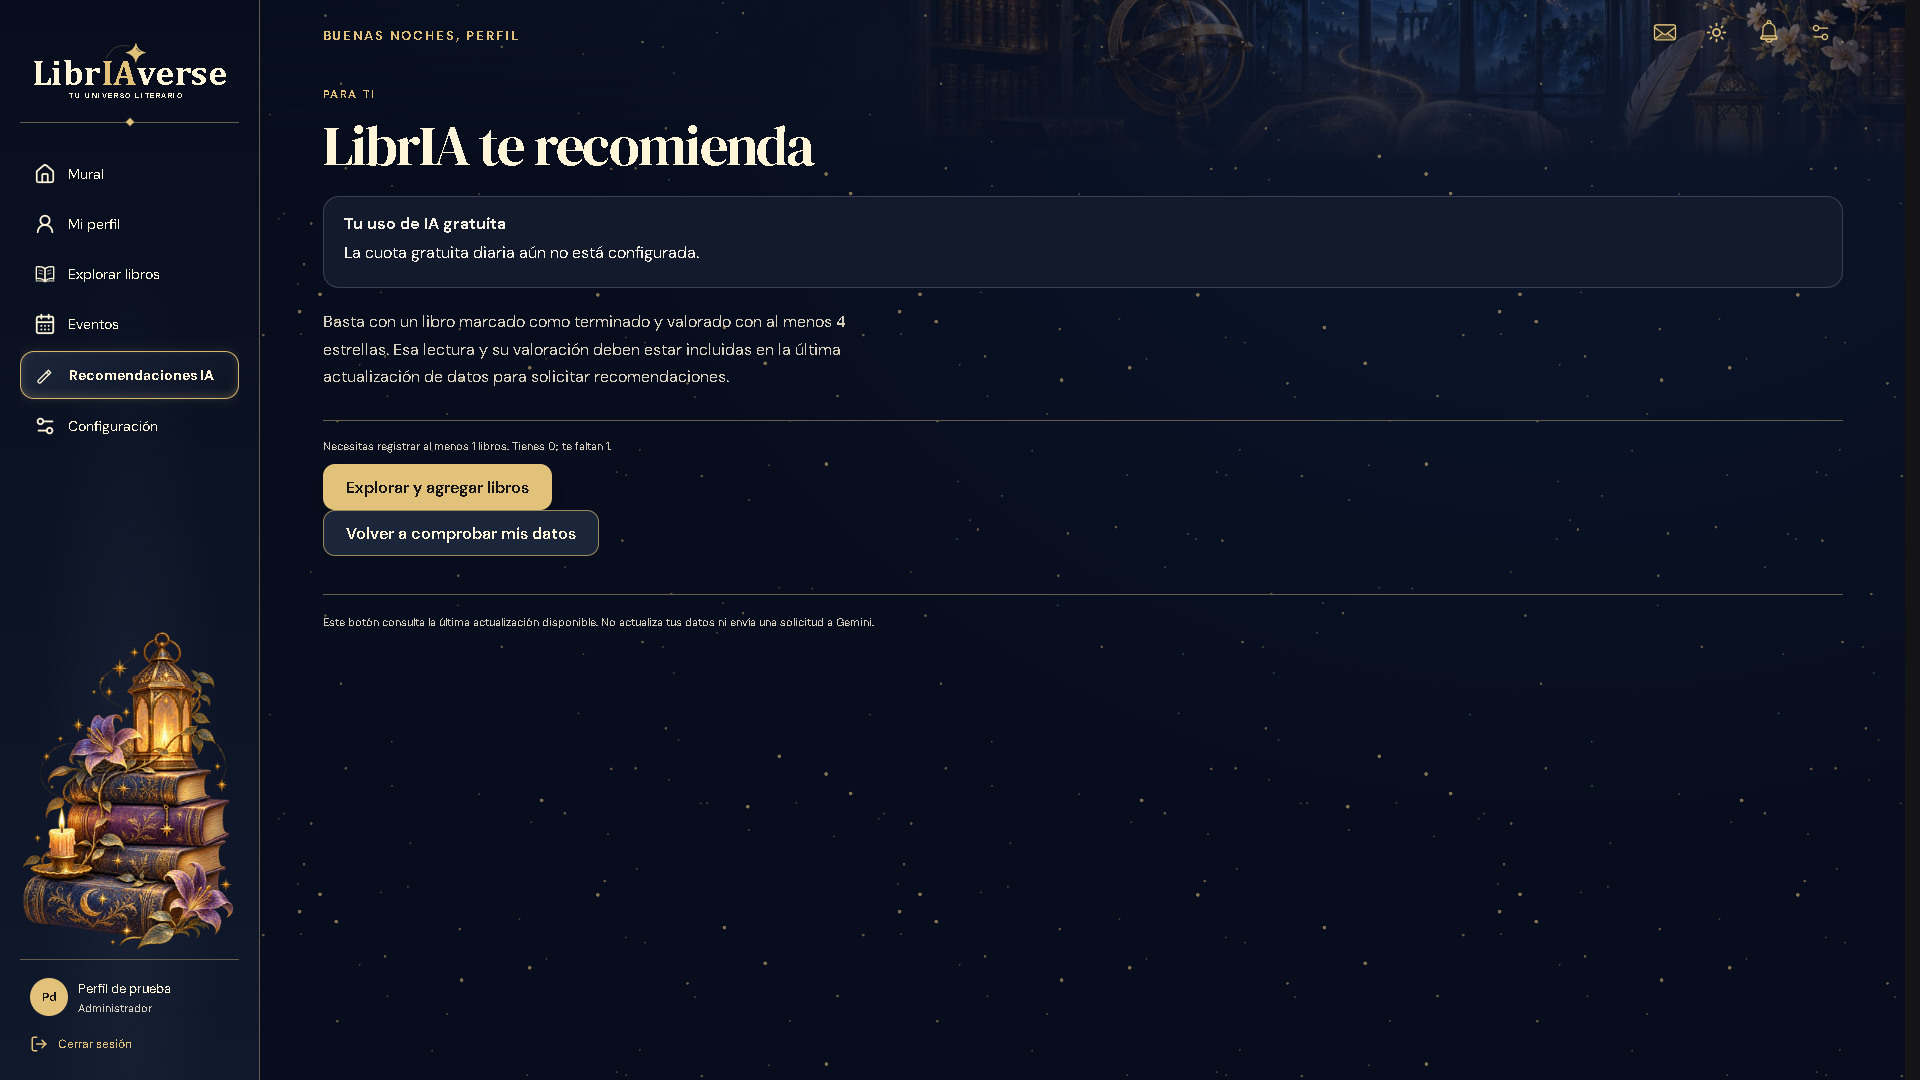 LibrIAverse
TU UNIVERSO LITERARIO
Mural
Mi perfil
Explorar libros
Eventos
Recomendaciones IA
Configuración
Pd
Perfil de prueba
Administrador
Cerrar sesión
BUENAS NOCHES, PERFIL
PARA TI
LibrIA te recomienda
Tu uso de IA gratuita
La cuota gratuita diaria aún no está configurada.
Basta con un libro marcado como terminado y valorado con al menos 4
estrellas. Esa lectura y su valoración deben estar incluidas en la última
actualización de datos para solicitar recomendaciones.
Necesitas registrar al menos 1 libros. Tienes 0; te faltan 1.
Explorar y agregar libros
Volver a comprobar mis datos
Este botón consulta la última actualización disponible. No actualiza tus datos ni envía una solicitud a Gemini.